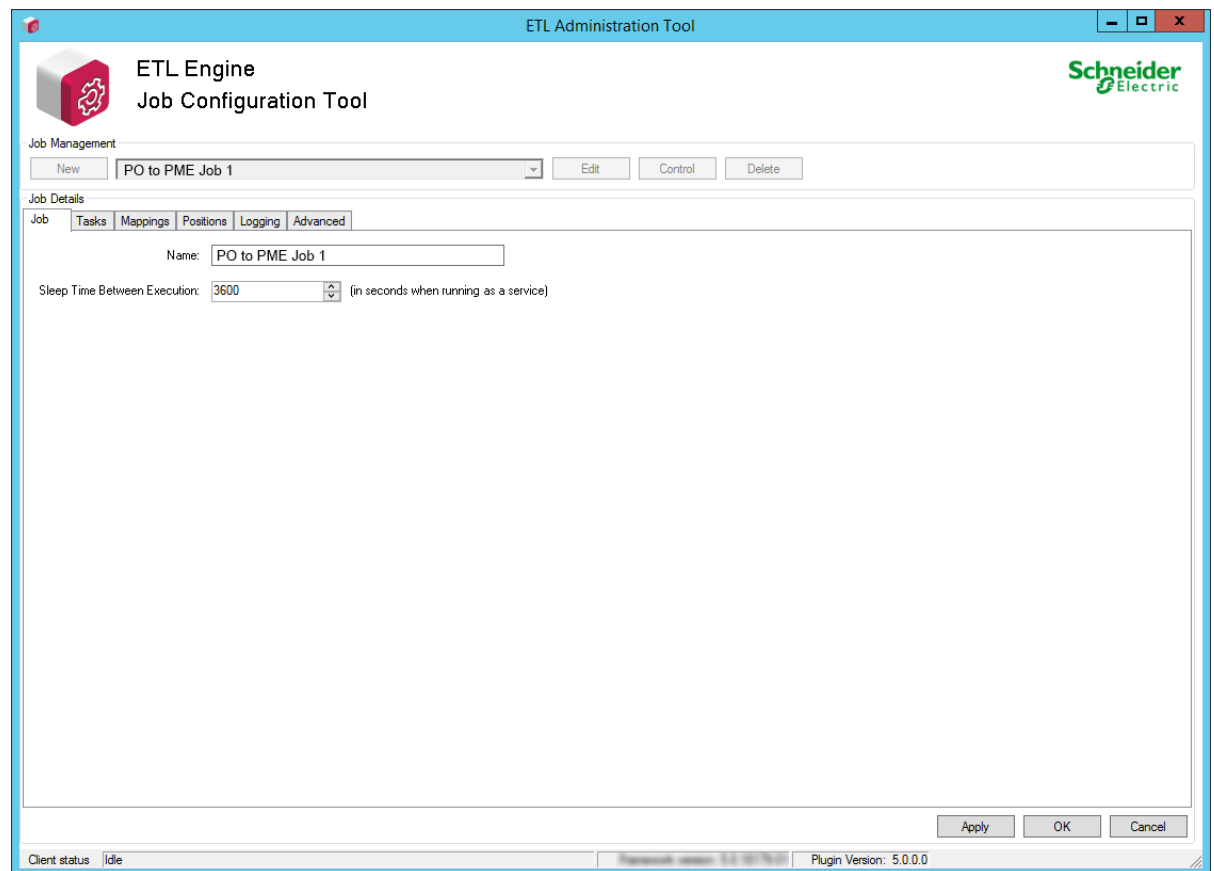 ETL Administration Tool
ETL Engine
Job Configuration Tool
Schneider
Electric
Job Management
New PO to PME Job 1 Edit Control Delete
Job Details
Job Tasks Mappings Positions Logging Advanced
Name: PO to PME Job 1
Sleep Time Between Execution: 3600 (in seconds when running as a service)
Apply OK Cancel
Client status Idle Plugin Version: 5.0.0.0